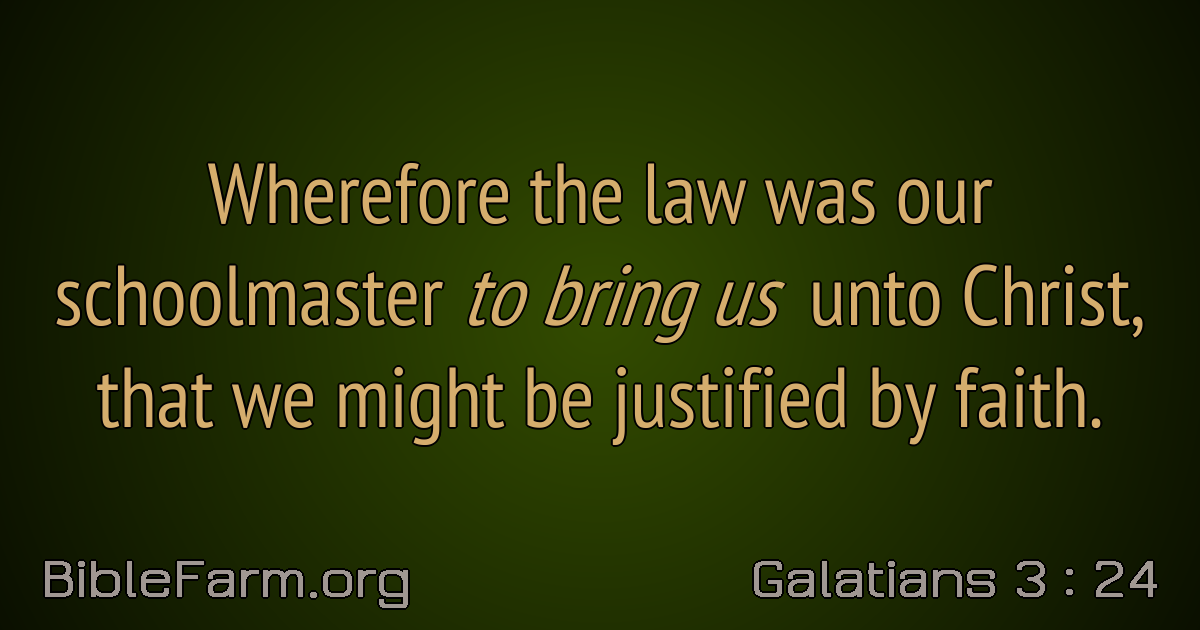 Wherefore the law was our
schoolmaster to bring us unto Christ,
that we might be justified by faith.
BibleFarm.org
Galatians 3 : 24